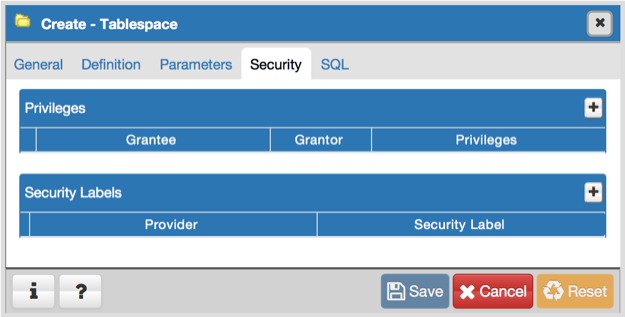 Create - Tablespace
General Definition Parameters Security SQL
Privileges
Grantee Grantor Privileges
Security Labels
Provider Security Label
i ? Save Cancel Reset